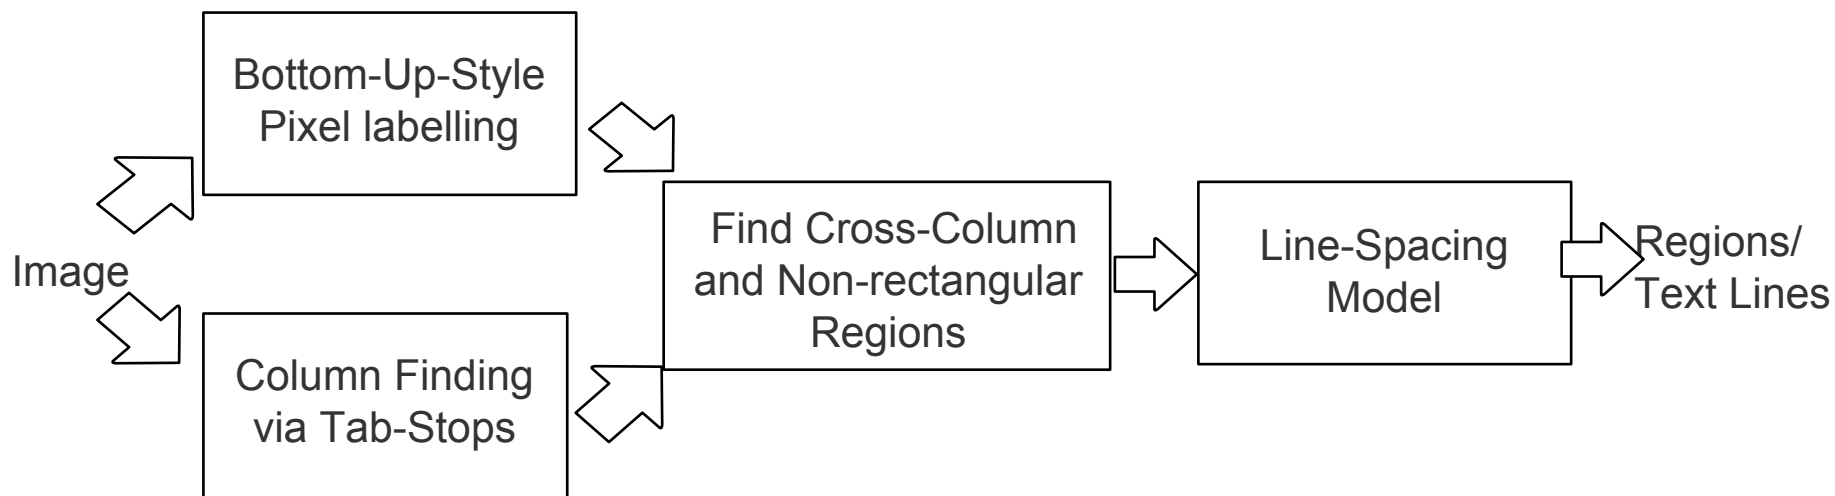 Image
Bottom-Up-Style
Pixel labelling
Column Finding
via Tab-Stops
Find Cross-Column
and Non-rectangular
Regions
Line-Spacing
Model
Regions/
Text Lines